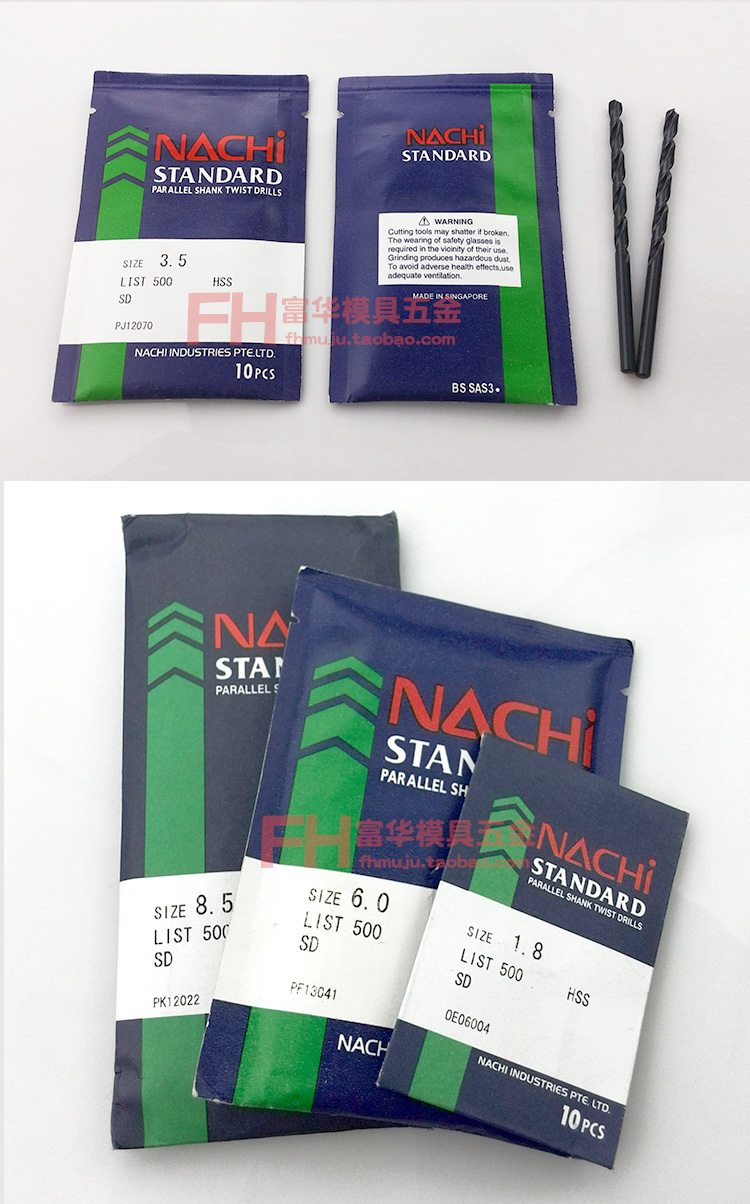 NACHi
STANDARD
PARALLEL SHANK TWIST DRILLS
SIZE 3.5
LIST 500 HSS
SD
PJ12070
NACHI INDUSTRIES PTE.LTD.
10PCS
NACHi
STANDARD
WARNING
Cutting tools may shatter if broken.
The wearing of safety glasses is
required in the vicinity of their use.
Grinding produces hazardous dust.
To avoid adverse health effects,use
adequate ventilation.
MADE IN SINGAPORE
BS SAS3
FH富华模具五金
fhmuju.taobao.com
NA
STAN
PARALLEL S
SIZE 8.5
LIST 500
SD
PK12022
NACHi
STAN
PARALLEL SH
SIZE 6.0
LIST 500
SD
PF13041
NACH
NACHi
STANDARD
PARALLEL SHANK TWIST DRILLS
SIZE 1.8
LIST 500 HSS
SD
OE06004
NACHI INDUSTRIES PTE. LTD.
10PCS
FH富华模具五金
fhmuju.taobao.com